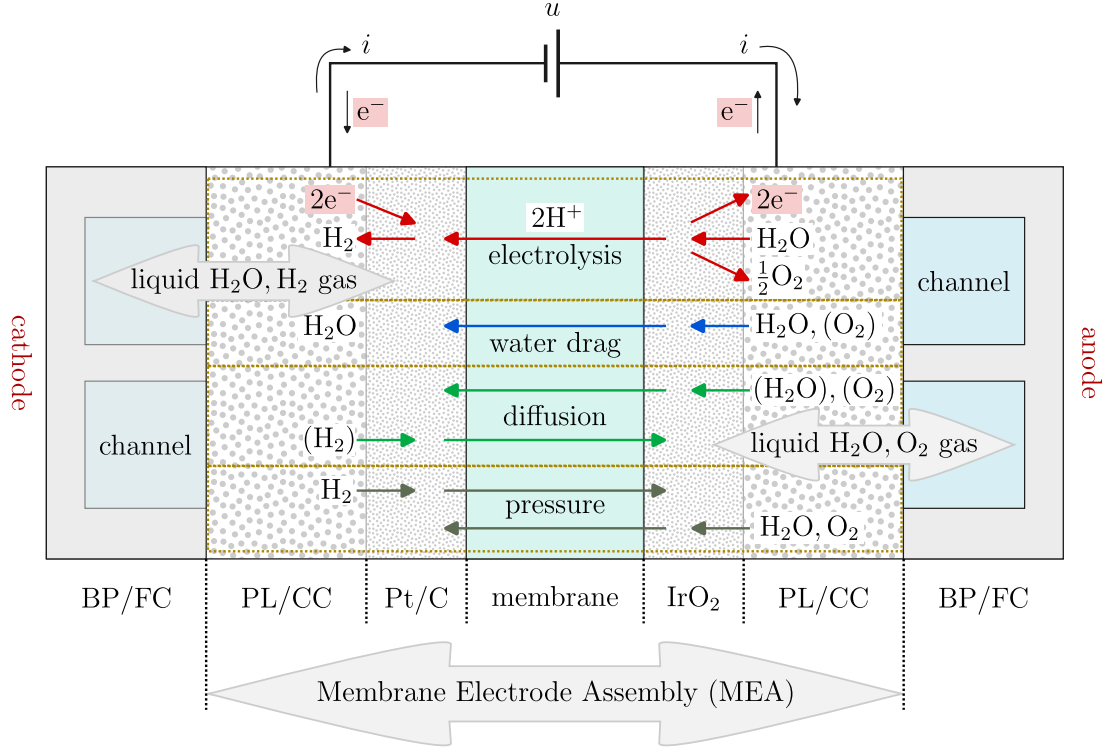 u
i
i
e⁻
e⁻
2e⁻
2H⁺
2e⁻
H₂
H₂O
electrolysis
½O₂
liquid H₂O, H₂ gas
channel
H₂O
H₂O, (O₂)
water drag
cathode
anode
(H₂O), (O₂)
diffusion
channel
(H₂)
liquid H₂O, O₂ gas
H₂
pressure
H₂O, O₂
BP/FC
PL/CC
Pt/C
membrane
IrO₂
PL/CC
BP/FC
Membrane Electrode Assembly (MEA)